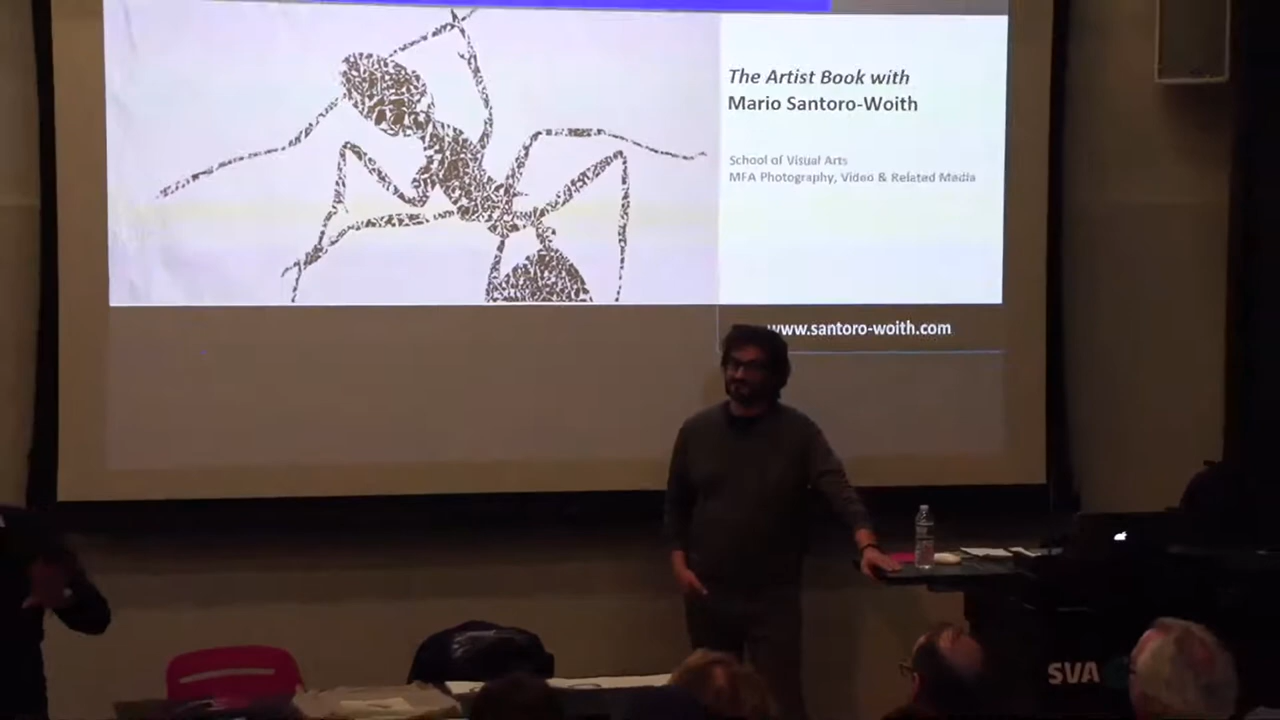 The Artist Book with
Mario Santoro-Woith
School of Visual Arts
MFA Photography, Video & Related Media
www.santoro-woith.com
SVA